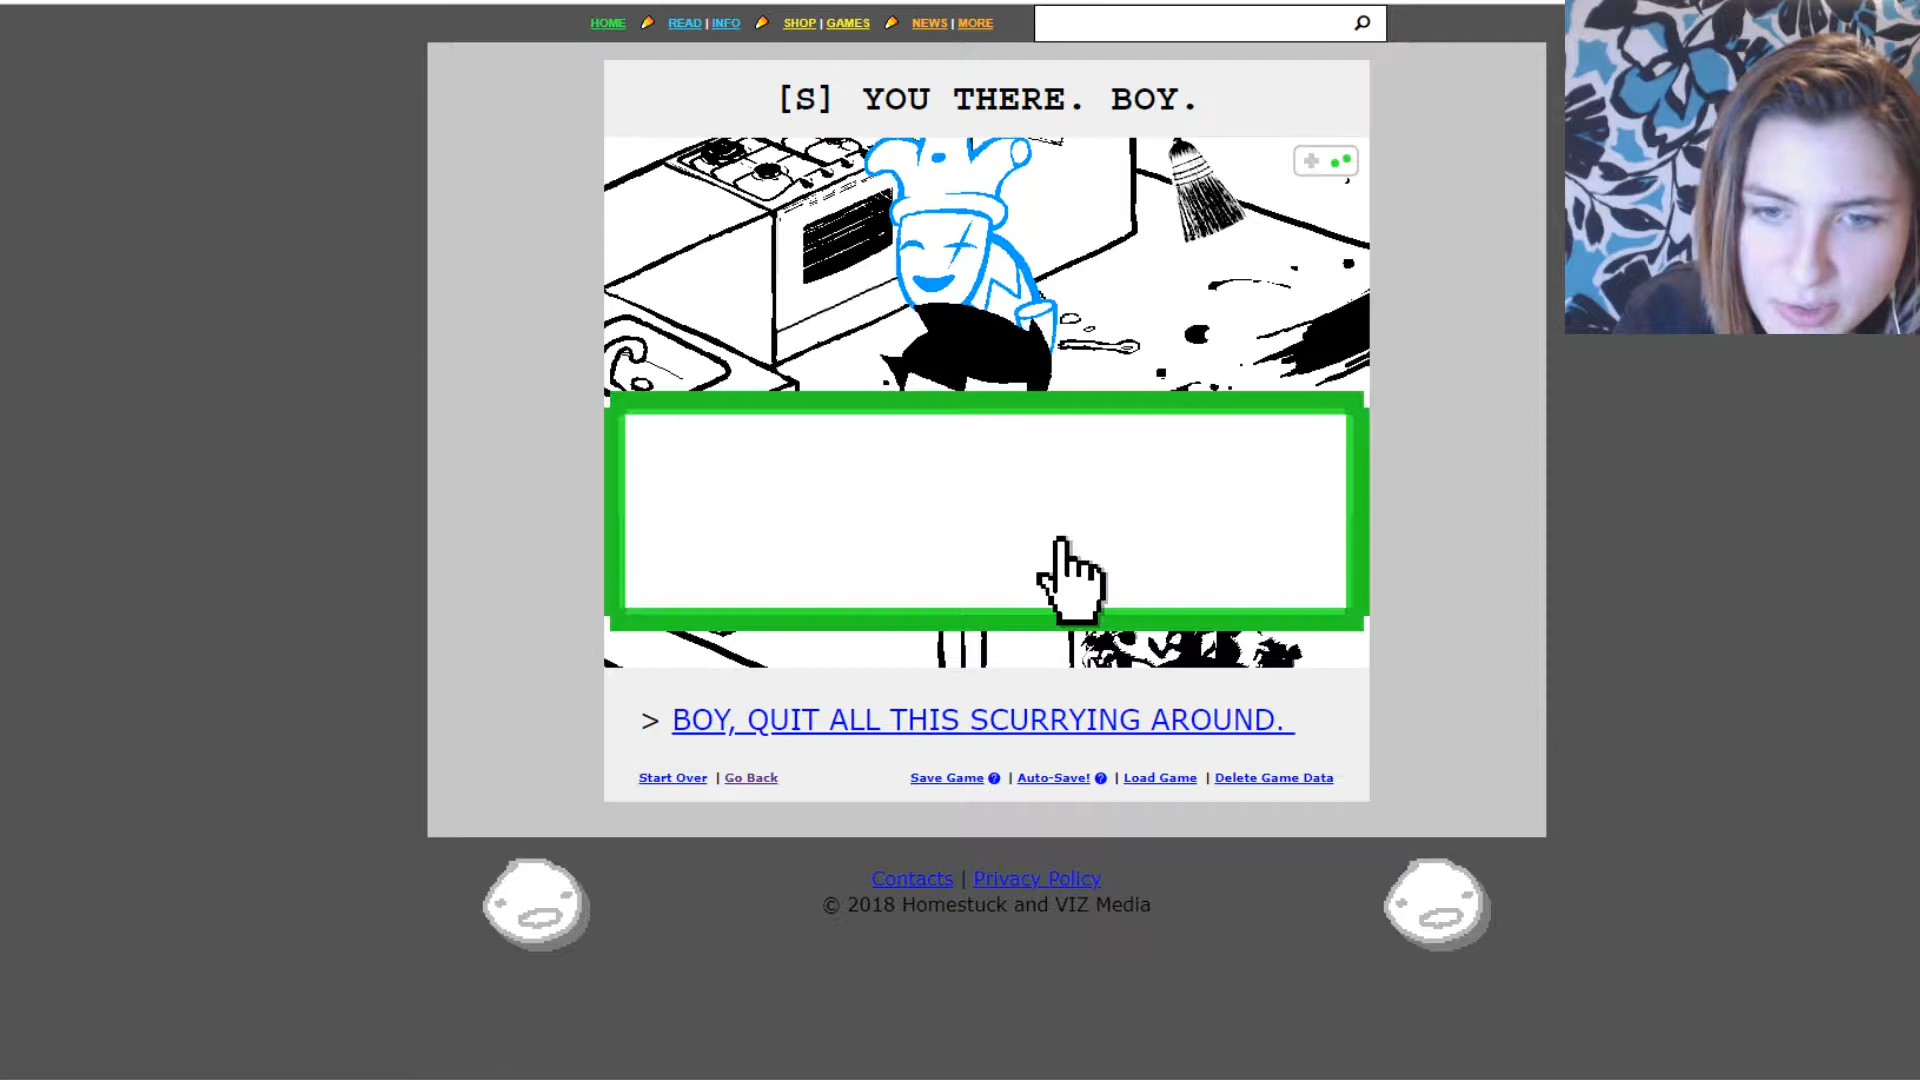 HOME READ | INFO SHOP | GAMES NEWS | MORE
[S] YOU THERE. BOY.
> BOY, QUIT ALL THIS SCURRYING AROUND.
Start Over | Go Back Save Game ? | Auto-Save! ? | Load Game | Delete Game Data
Contacts | Privacy Policy
© 2018 Homestuck and VIZ Media